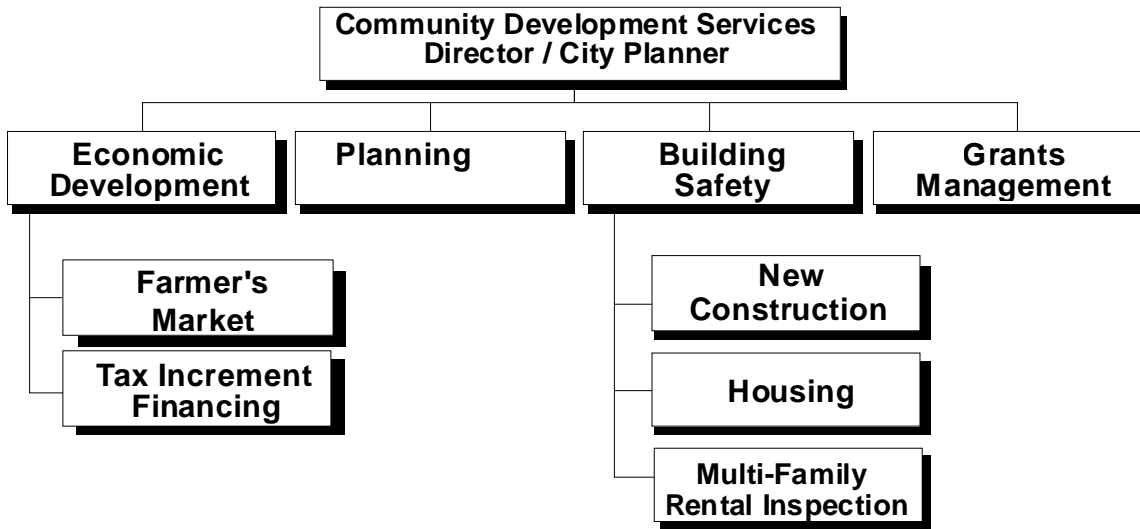 Community Development Services
Director / City Planner
Economic
Development
Planning
Building
Safety
Grants
Management
Farmer's
Market
Tax Increment
Financing
New
Construction
Housing
Multi-Family
Rental Inspection